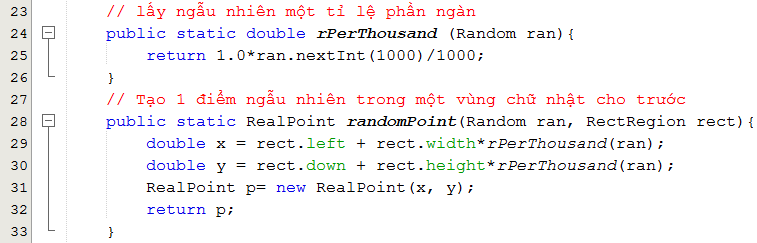 23 // lấy ngẫu nhiên một tỉ lệ phần ngàn
24 public static double rPerThousand (Random ran){
25 return 1.0*ran.nextInt(1000)/1000;
26 }
27 // Tạo 1 điểm ngẫu nhiên trong một vùng chữ nhật cho trước
28 public static RealPoint randomPoint(Random ran, RectRegion rect){
29 double x = rect.left + rect.width*rPerThousand(ran);
30 double y = rect.down + rect.height*rPerThousand(ran);
31 RealPoint p= new RealPoint(x, y);
32 return p;
33 }